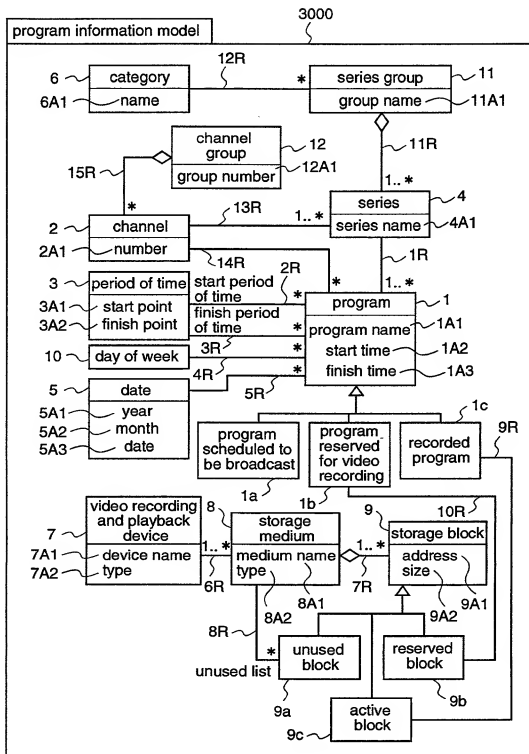 3000
program information model
12R
6
category
*
series group
11
6A1
name
group name
11A1
channel
group
12
11R
15R
group number
12A1
*
13R
1.. *
1.. *
series
4
2
channel
series name
4A1
2A1
number
14R
1R
3
period of time
start period
of time
2R
*
1.. *
program
1
3A1
start point
*
program name
1A1
3A2
finish point
finish period
of time
*
start time
1A2
10
day of week
3R
*
finish time
1A3
4R
*
5
date
5R
5A1
year
1c
5A2
month
program
scheduled to
be broadcast
program
reserved
for video
recording
recorded
program
9R
5A3
date
1a
1b
10R
7
video recording
and playback
device
8
storage
medium
9
storage block
7A1
device name
1.. *
medium name
1.. *
address
7A2
type
6R
type
7R
size
9A1
8A2
8A1
9A2
8R
*
unused list
unused
block
reserved
block
9a
active
block
9b
9c